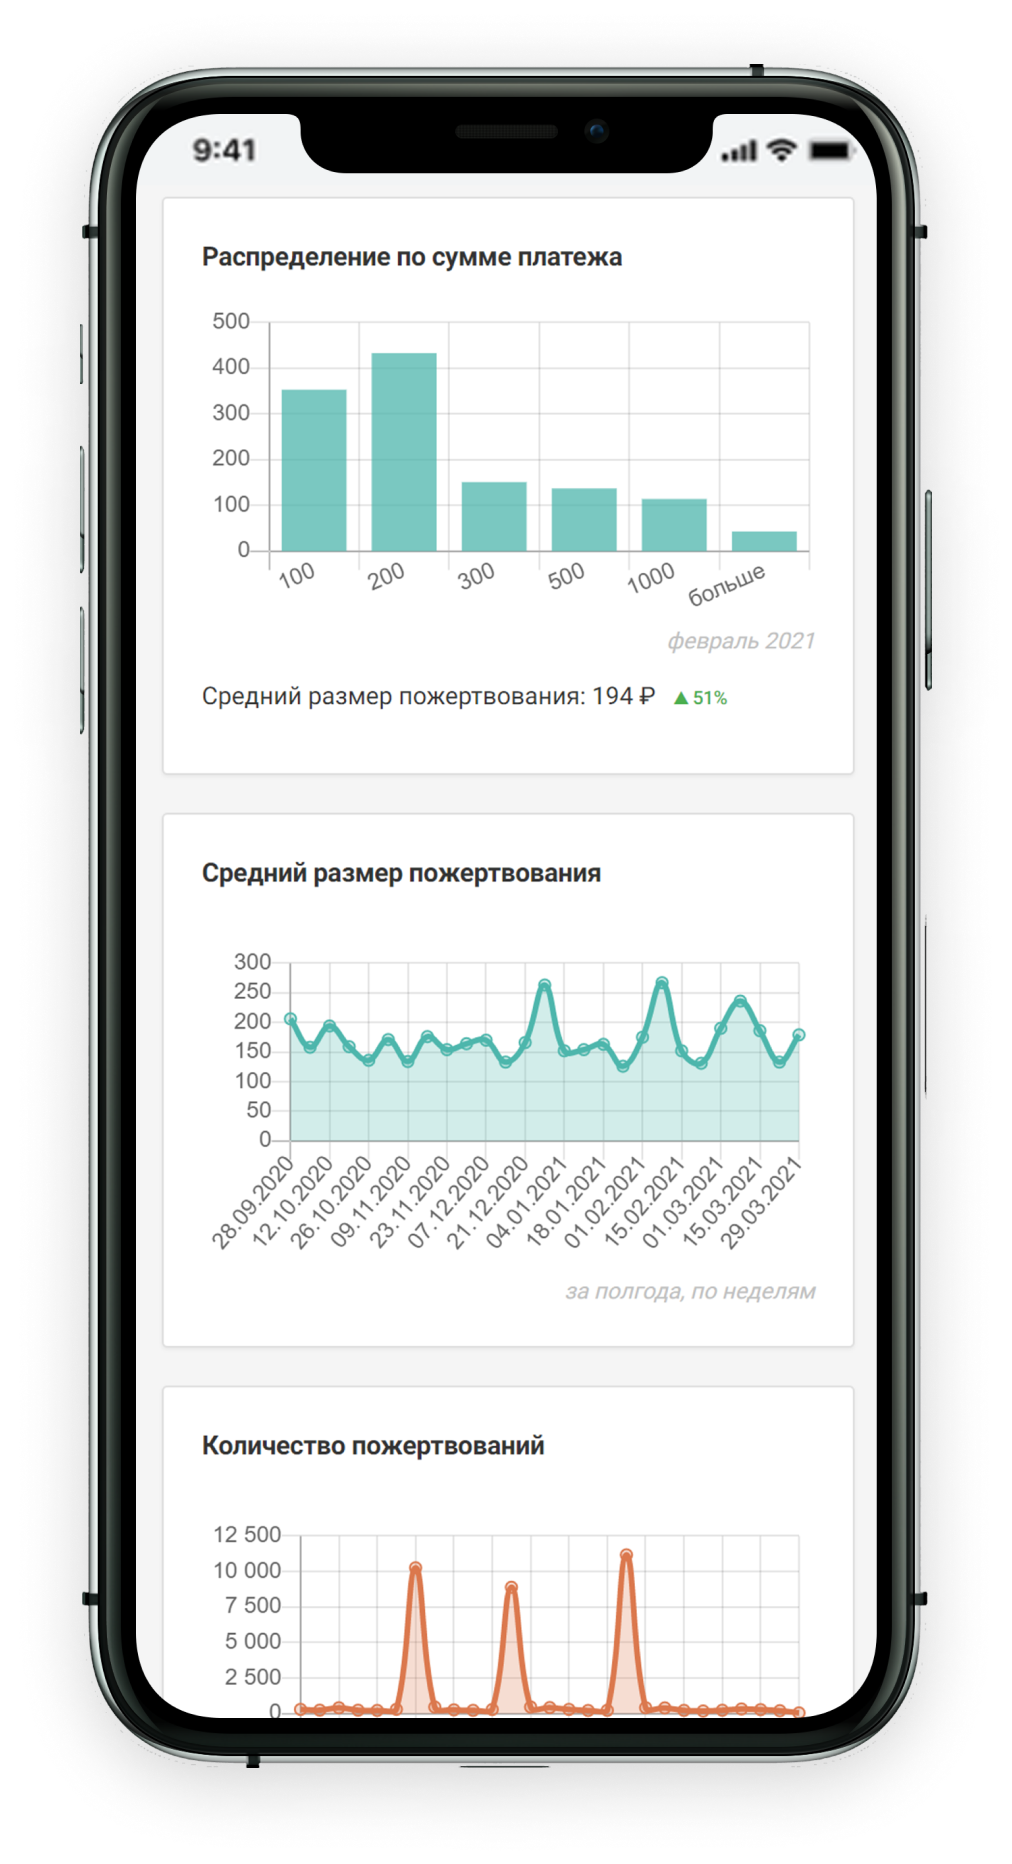 9:41
Распределение по сумме платежа
500
400
300
200
100
0
100 200 300 500 1000 больше
февраль 2021
Средний размер пожертвования: 194 ₽ ▲ 51%
Средний размер пожертвования
300
250
200
150
100
50
0
28.09.2020 12.10.2020 26.10.2020 09.11.2020 23.11.2020 07.12.2020 21.12.2020 04.01.2021 18.01.2021 01.02.2021 15.02.2021 01.03.2021 15.03.2021 29.03.2021
за полгода, по неделям
Количество пожертвований
12 500
10 000
7 500
5 000
2 500
0